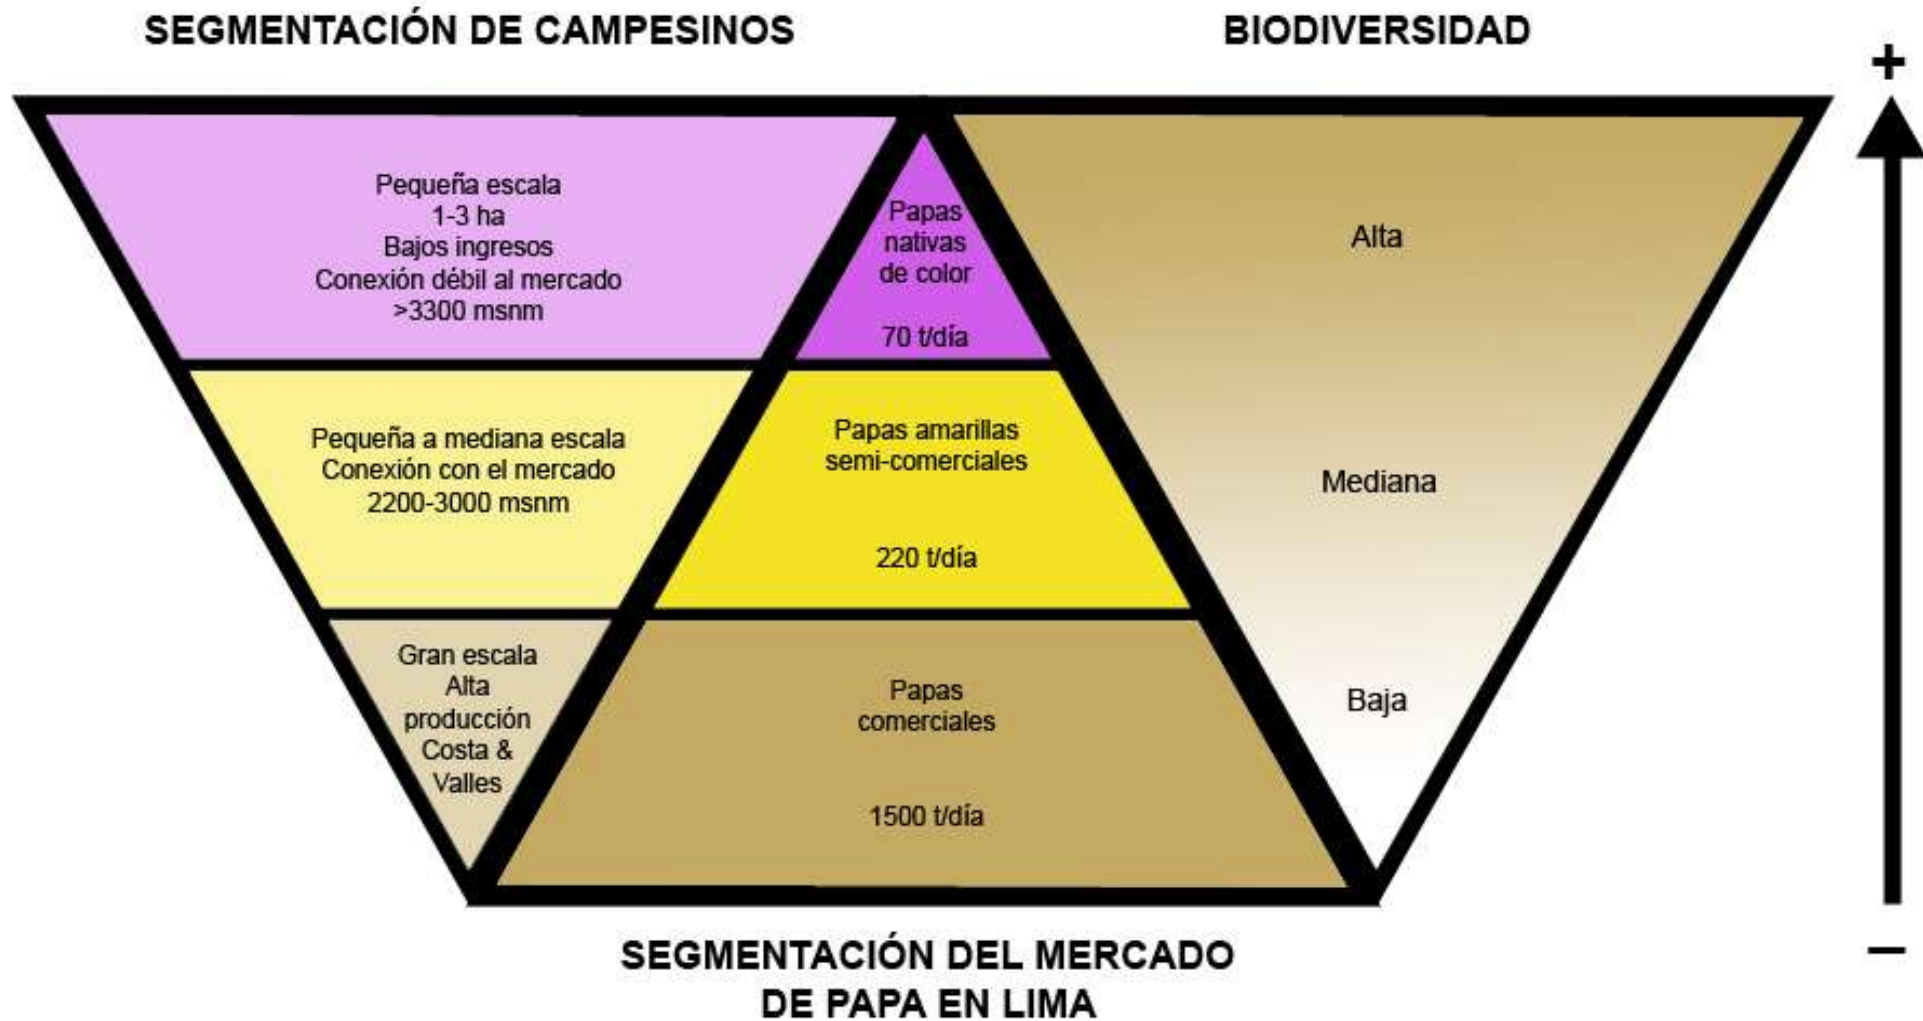 SEGMENTACIÓN DE CAMPESINOS
BIODIVERSIDAD
+
Pequeña escala
1-3 ha
Bajos ingresos
Conexión débil al mercado
>3300 msnm
Papas
nativas
de color
70 t/día
Alta
Pequeña a mediana escala
Conexión con el mercado
2200-3000 msnm
Papas amarillas
semi-comerciales
220 t/día
Mediana
Gran escala
Alta
producción
Costa &
Valles
Papas
comerciales
1500 t/día
Baja
–
SEGMENTACIÓN DEL MERCADO
DE PAPA EN LIMA